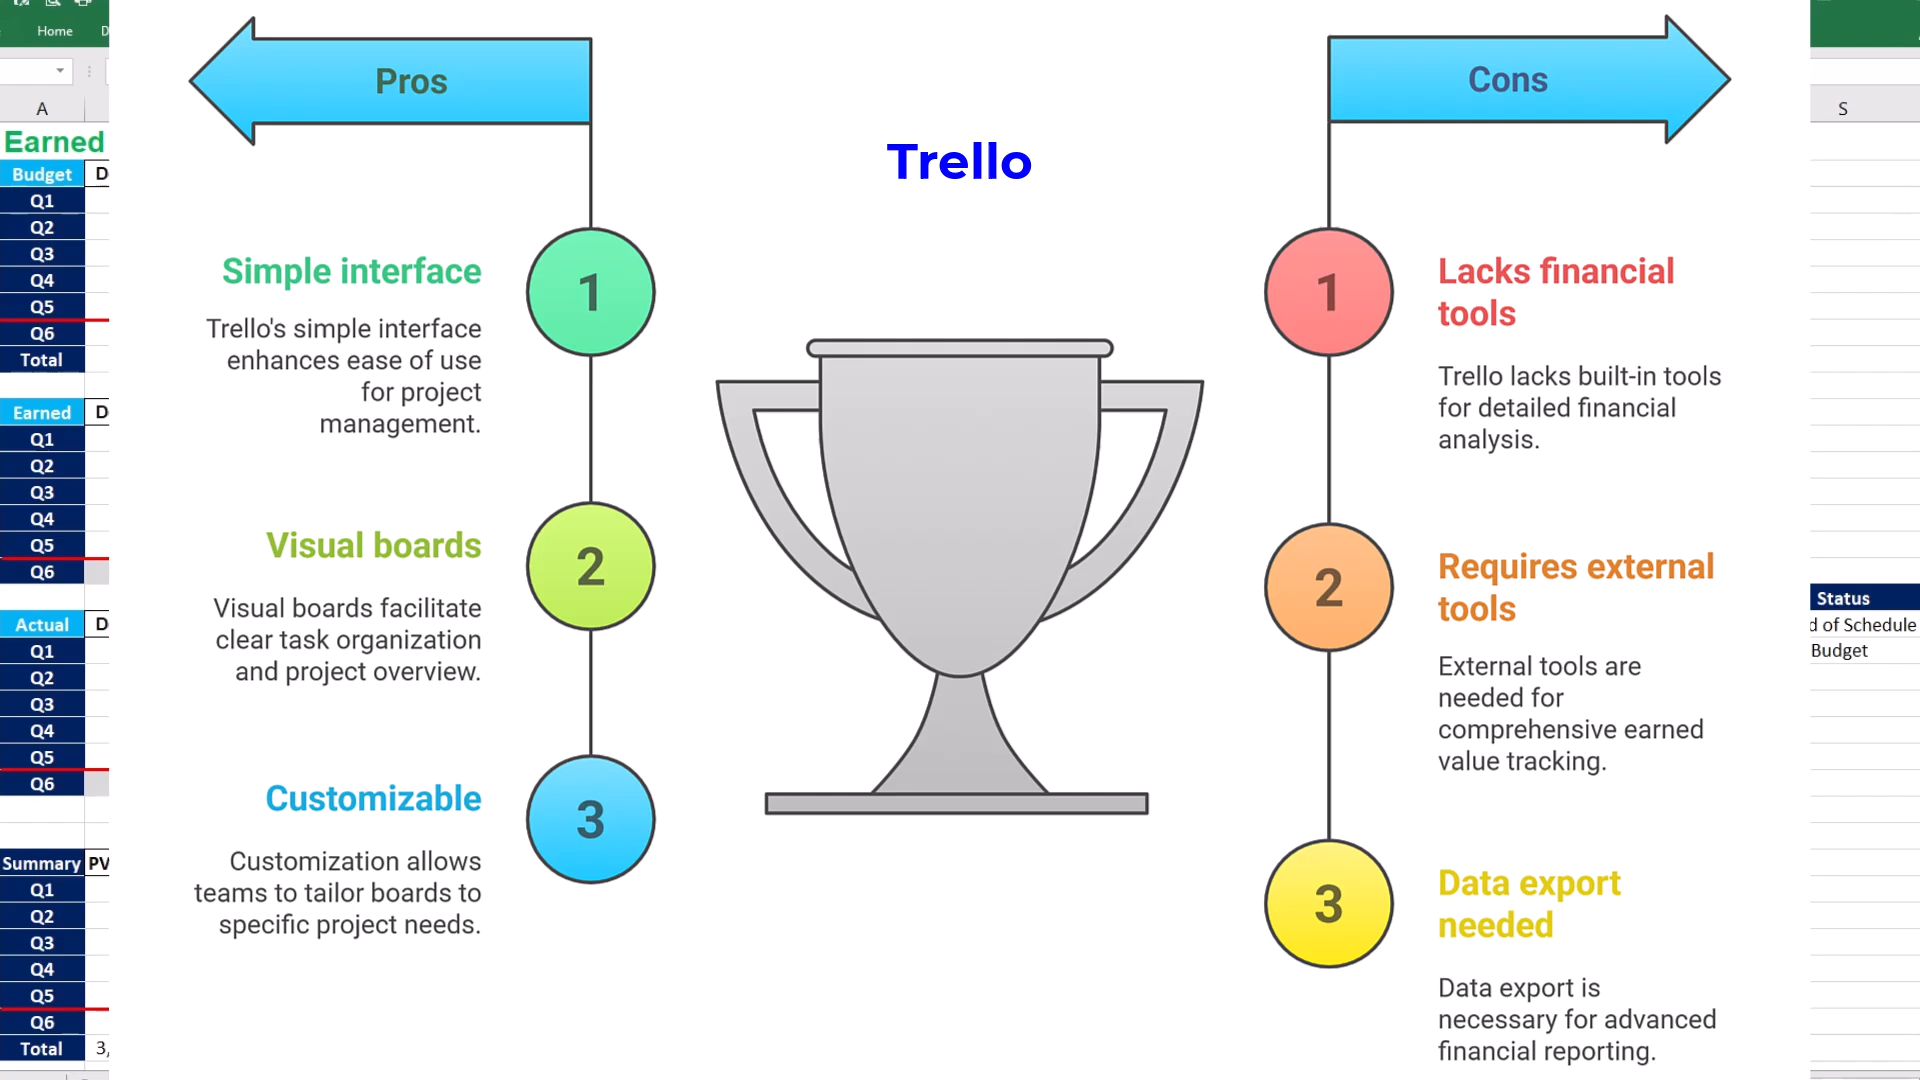 Home
A
S
Earned
Budget
Q1
Q2
Q3
Q4
Q5
Q6
Total
Earned
Q1
Q2
Q3
Q4
Q5
Q6
Actual
Q1
Q2
Q3
Q4
Q5
Q6
Summary PV
Q1
Q2
Q3
Q4
Q5
Q6
Total 3,
Pros
Simple interface
1
Trello's simple interface
enhances ease of use
for project
management.
Visual boards
2
Visual boards facilitate
clear task organization
and project overview.
Customizable
3
Customization allows
teams to tailor boards to
specific project needs.
Trello
Cons
1
Lacks financial
tools
Trello lacks built-in tools
for detailed financial
analysis.
2
Requires external
tools
External tools are
needed for
comprehensive earned
value tracking.
3
Data export
needed
Data export is
necessary for advanced
financial reporting.
Status
d of Schedule
Budget